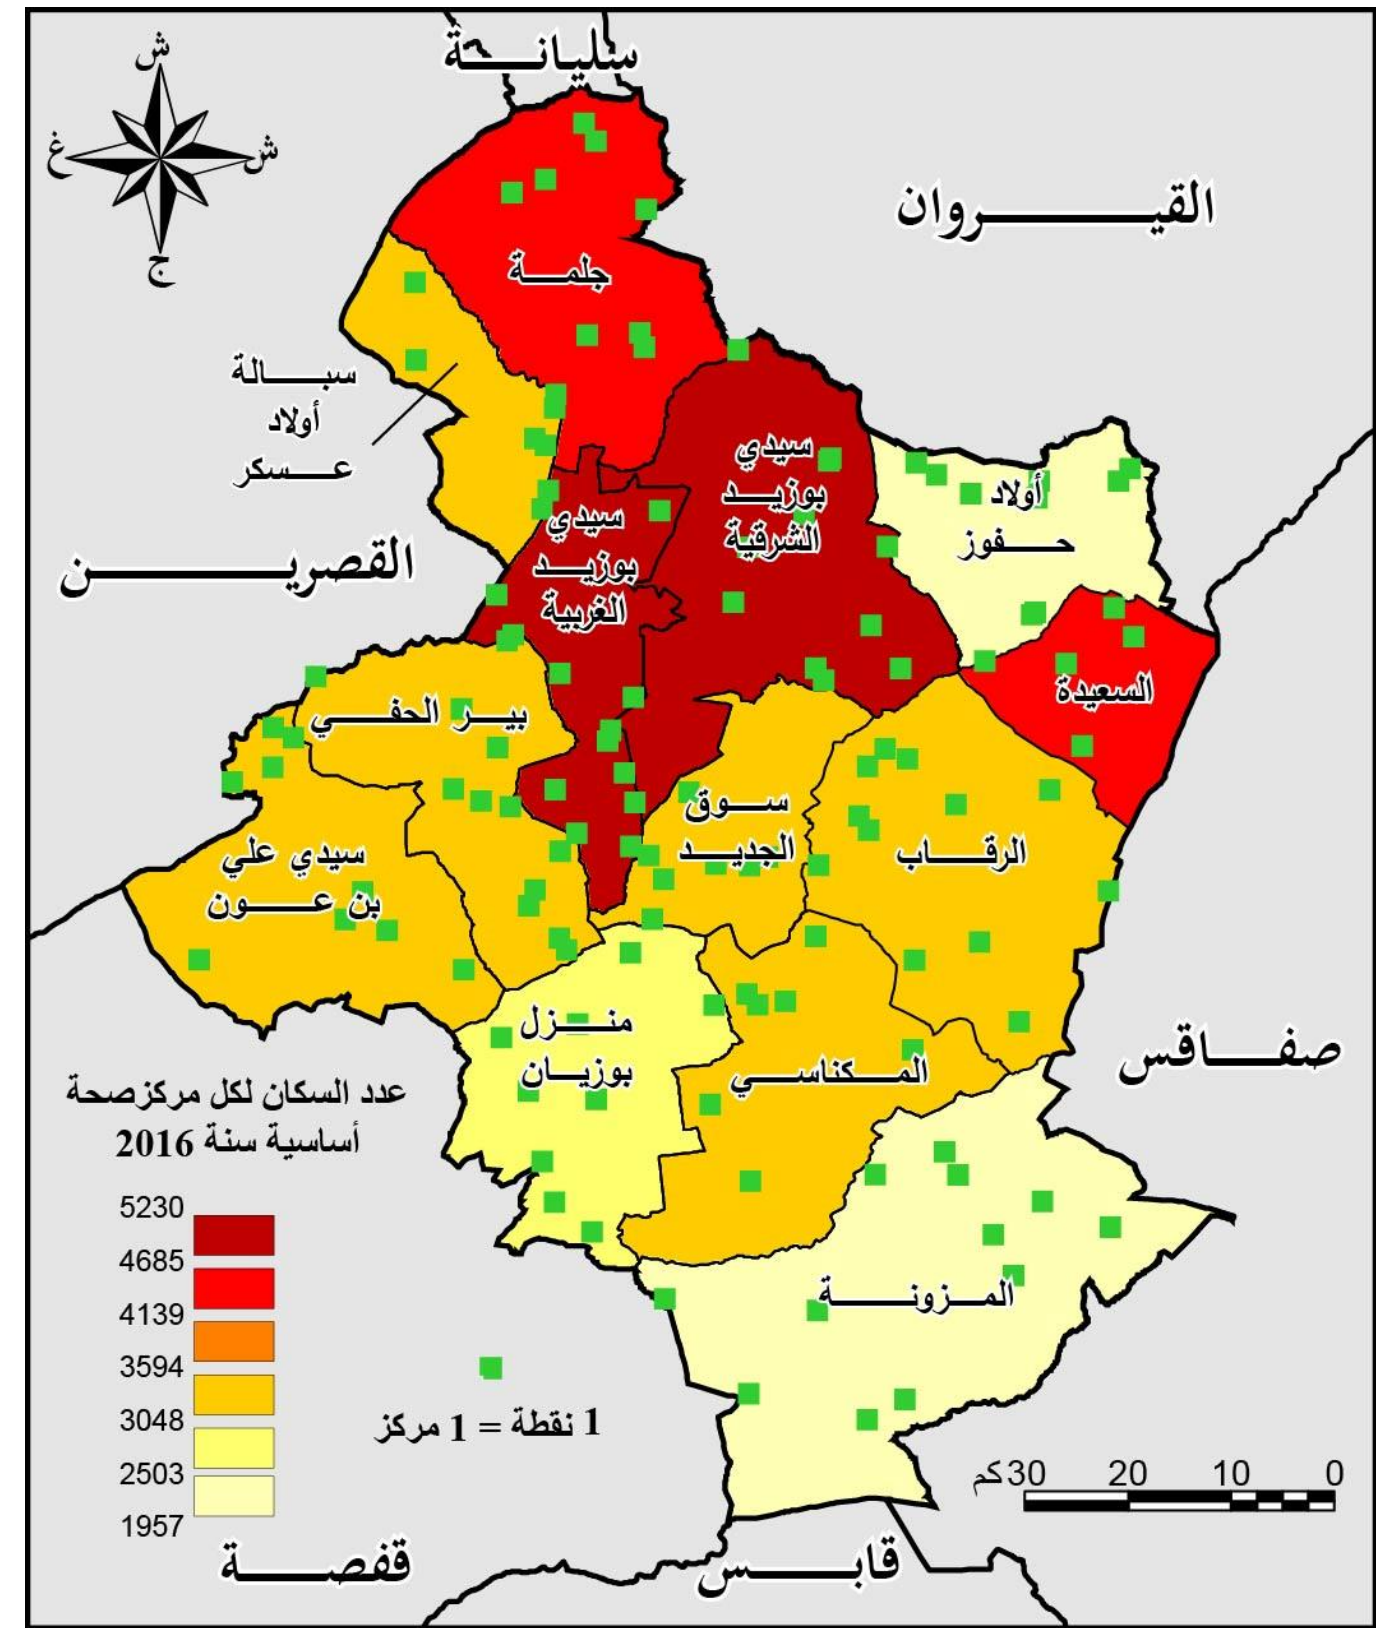 سليانة
ش
غ
ش
ج
القيروان
جلمة
سبالة
أولاد
عسكر
سيدي
بوزيد
الشرقية
أولاد
حفوز
سيدي
بوزيد
الغربية
القصرين
السعيدة
بير الحفي
سوق
الجديد
الرقاب
سيدي علي
بن عون
منزل
بوزيان
المكناسي
صفاقس
المزونة
عدد السكان لكل مركزصحة
أساسية سنة 2016
5230
4685
4139
3594
3048
2503
1957
1 نقطة = 1 مركز
كم 30 20 10 0
قفصة
قابس